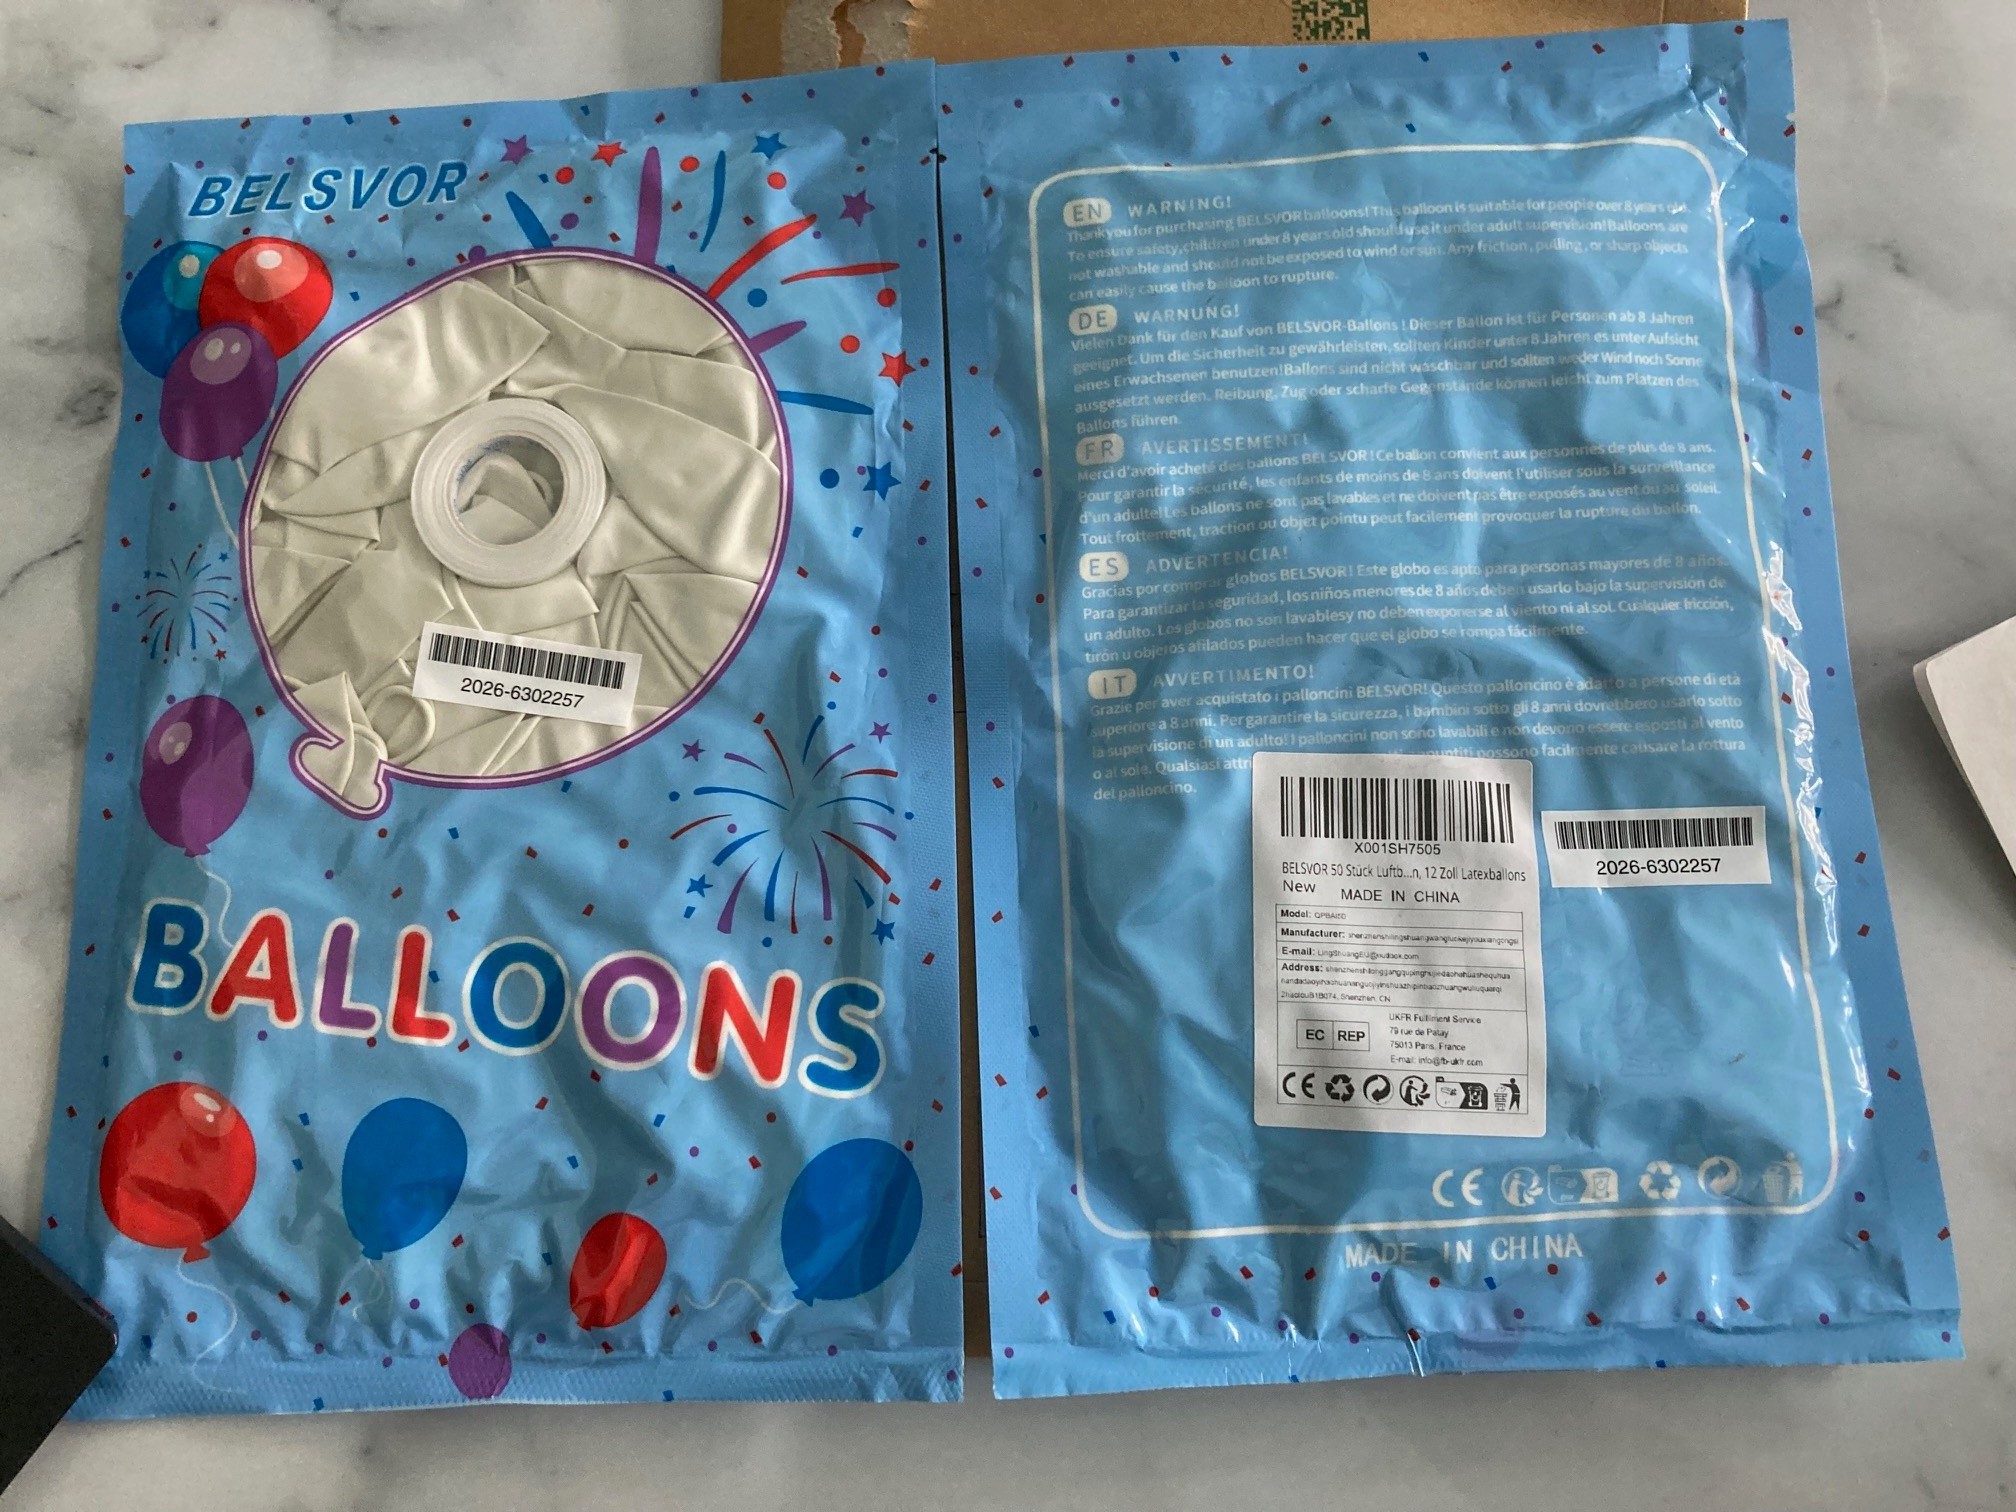 BELSVOR
2026-6302257
BALLOONS
EN WARNING!
Thankyou for purchasing BELSVORballoons! This balloon is suitable for people over 8 years old.
To ensure safety,children under 8 years old should use it under adult supervision!Balloons are
not washable and should not be exposed to wind or sun. Any friction, pulling, or sharp objects
can easily cause the balloon to rupture.
DE WARNUNG!
Vielen Dank für den Kauf von BELSVOR-Ballons ! Dieser Ballon ist für Personen ab 8 Jahren
geeignet. Um die Sicherheit zu gewährleisten, sollten Kinder unter 8 Jahren es unter Aufsicht
eines Erwachsenen benutzen!Ballons sind nicht waschbar und sollten weder Wind noch Sonne
ausgesetzt werden. Reibung, Zug oder scharfe Gegenstände können leicht zum Platzen des
Ballons führen.
FR AVERTISSEMENT!
Merci d'avoir acheté des ballons BELSVOR ! Ce ballon convient aux personnes de plus de 8 ans.
Pour garantir la sécurité, les enfants de moins de 8 ans doivent l'utiliser sous la surveillance
d'un adulte!Les ballons ne sont pas lavables et ne doivent pas être exposés au vent ou au soleil.
Tout frottement, traction ou objet pointu peut facilement provoquer la rupture du ballon.
ES ADVERTENCIA!
Gracias por comprar globos BELSVOR! Este globo es apto para personas mayores de 8 años.
Para garantizar la seguridad, los niños menores de 8 años deben usarlo bajo la supervisión de
un adulto. Los globos no son lavablesy no deben exponerse al viento ni al sol. Cualquier fricción,
tirón u objetos afilados pueden hacer que el globo se rompa fácilmente.
IT AVVERTIMENTO!
Grazie per aver acquistato i palloncini BELSVOR! Questo palloncino è adatto a persone di età
superiore a 8 anni. Per garantire la sicurezza, i bambini sotto gli 8 anni dovrebbero usarlo sotto
la supervisione di un adulto! I palloncini non sono lavabili e non devono essere esposti al vento
o al sole. Qualsiasi attri possono facilmente causare la rottura
del palloncino.
X001SH7505
BELSVOR 50 Stück Luftb...n, 12 Zoll Latexballons
New
MADE IN CHINA
Model:
Manufacturer:
E-mail: LingShuangEU@outlook.com
Address:
Shenzhen, CN
EC REP
UKFR Fulfilment Service
79 rue de Patay
75013 Paris, France
E-mail: info@fb-ukfr.com
CE
2026-6302257
CE
MADE IN CHINA